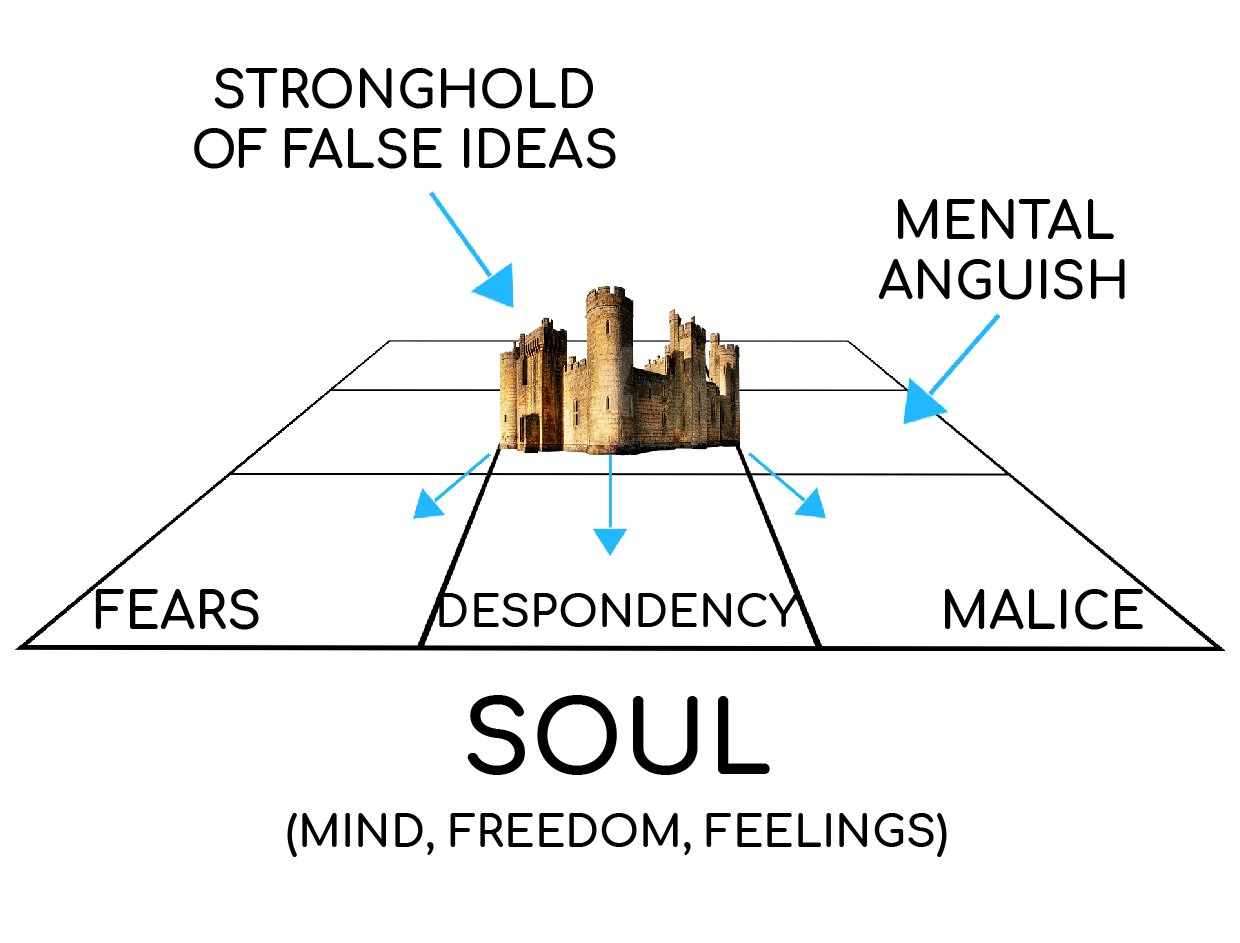 STRONGHOLD
OF FALSE IDEAS
MENTAL
ANGUISH
FEARS
DESPONDENCY
MALICE
SOUL
(MIND, FREEDOM, FEELINGS)